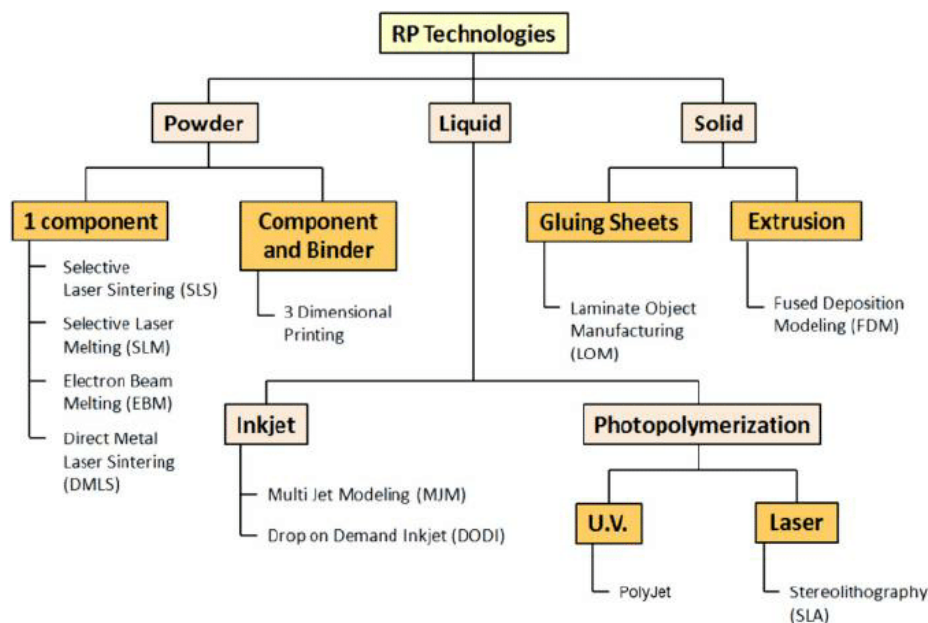 RP Technologies
Powder
Liquid
Solid
1 component
Component
and Binder
Gluing Sheets
Extrusion
Selective
Laser Sintering (SLS)
Selective Laser
Melting (SLM)
Electron Beam
Melting (EBM)
Direct Metal
Laser Sintering
(DMLS)
3 Dimensional
Printing
Laminate Object
Manufacturing
(LOM)
Fused Deposition
Modeling (FDM)
Inkjet
Photopolymerization
Multi Jet Modeling (MJM)
Drop on Demand Inkjet (DODI)
U.V.
Laser
PolyJet
Stereolithography
(SLA)